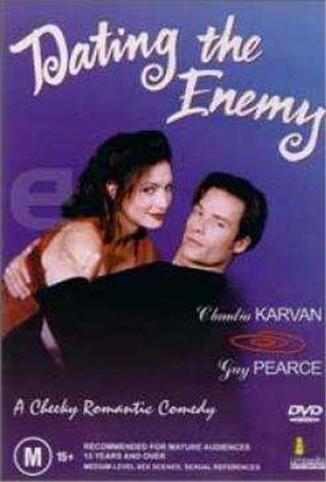 Dating the
Enemy
Claudia KARVAN
Guy PEARCE
A Cheeky Romantic Comedy
DVD
M 15+
RECOMMENDED FOR MATURE AUDIENCES
15 YEARS AND OVER
MEDIUM LEVEL SEX SCENES, SEXUAL REFERENCES
umbrella